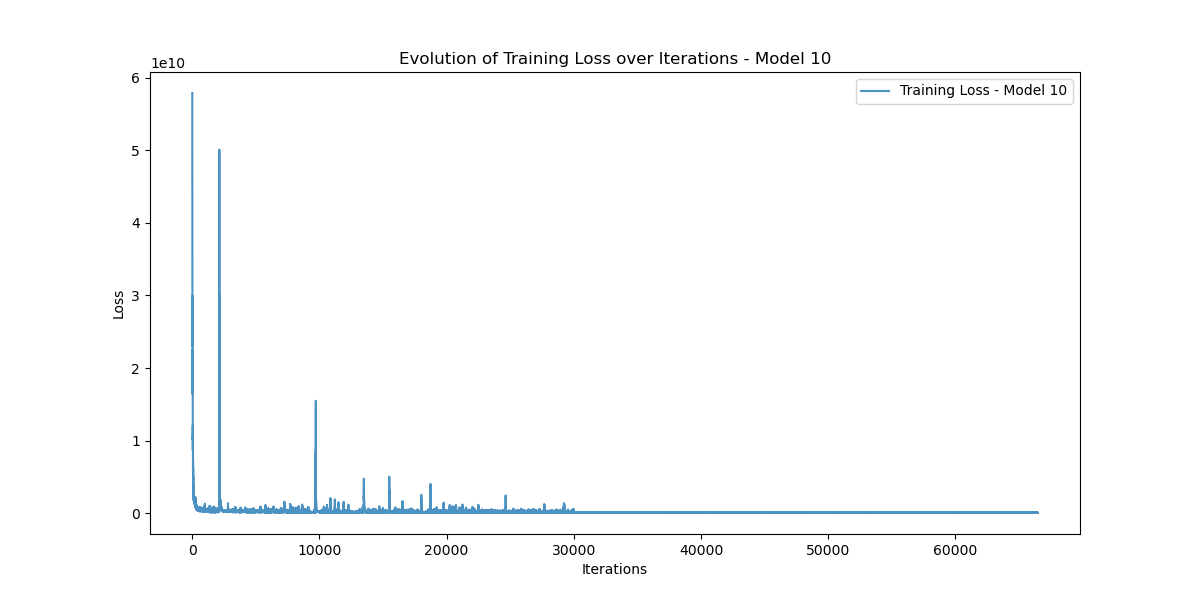 Evolution of Training Loss over Iterations - Model 10
1e10
Training Loss - Model 10
6
5
4
3
2
1
0
Loss
0 10000 20000 30000 40000 50000 60000
Iterations